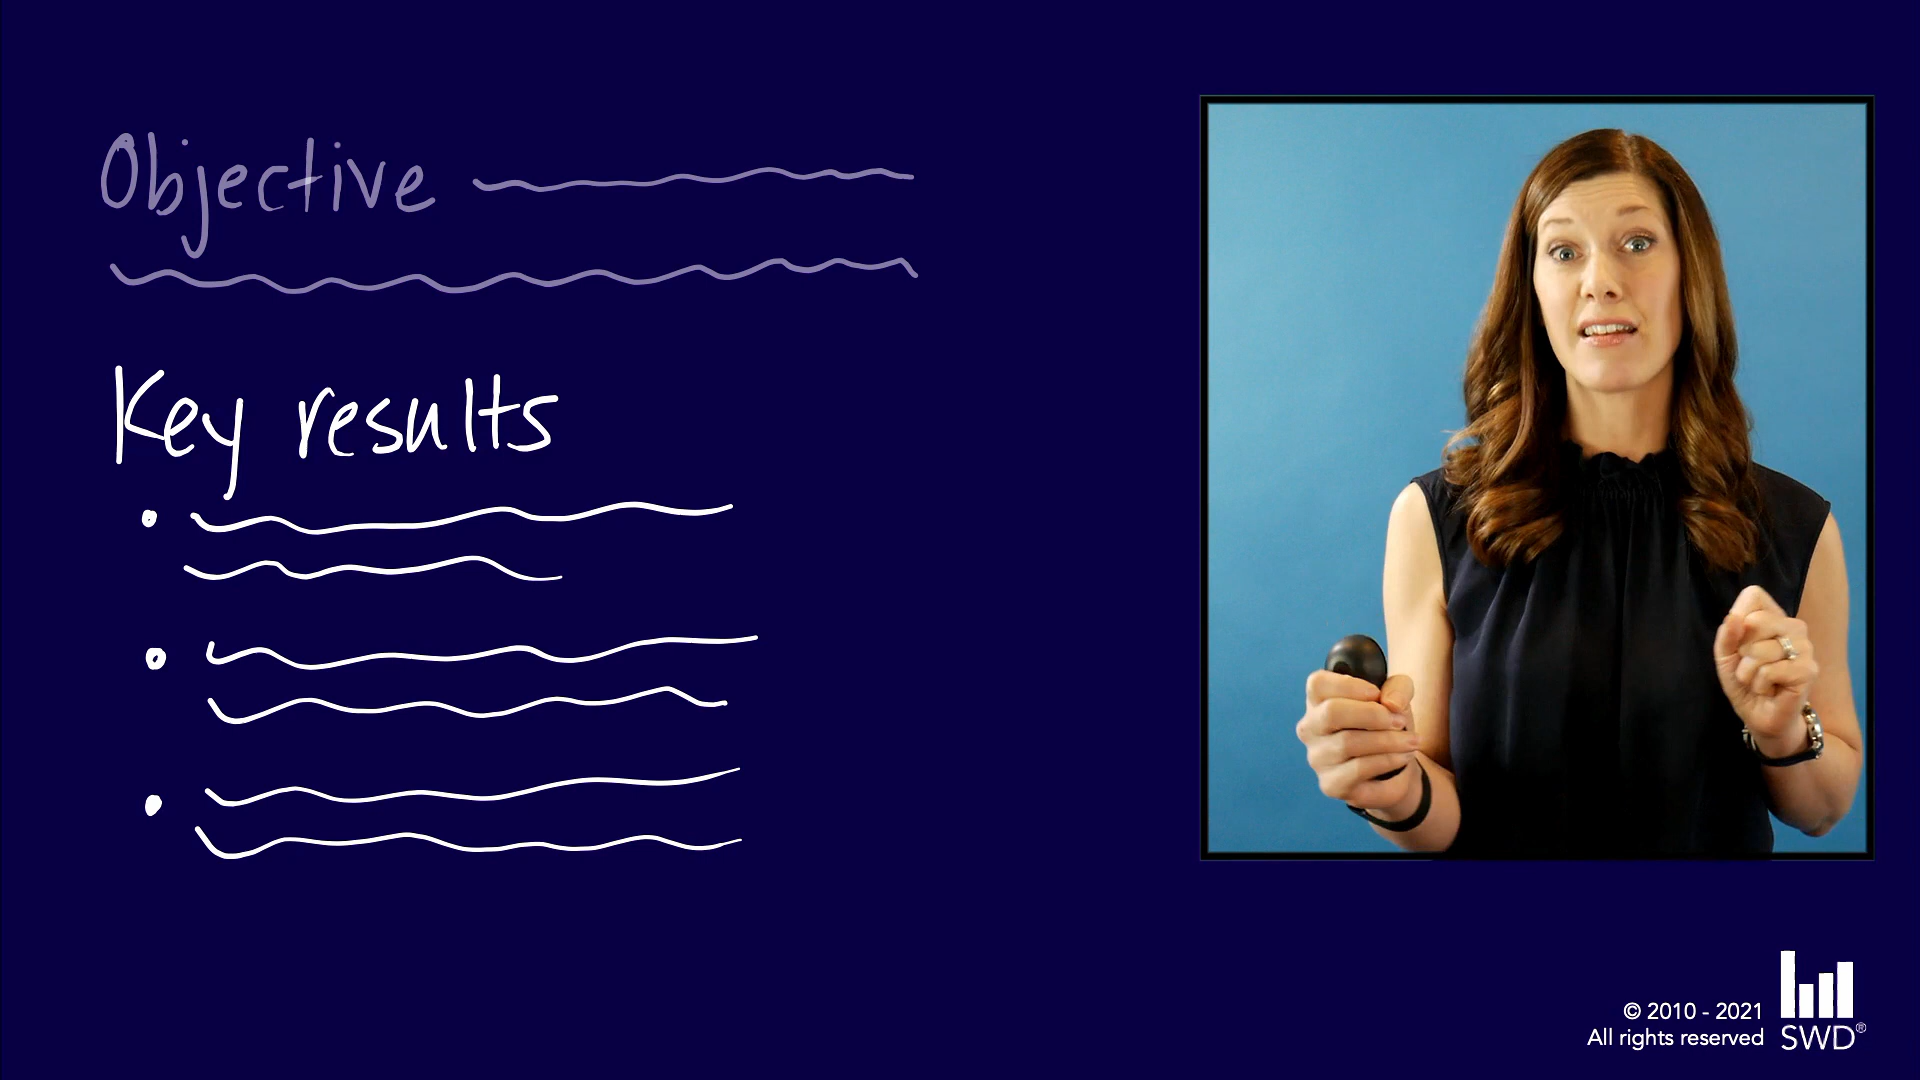 Objective
Key results
© 2010 - 2021
All rights reserved
SWD®